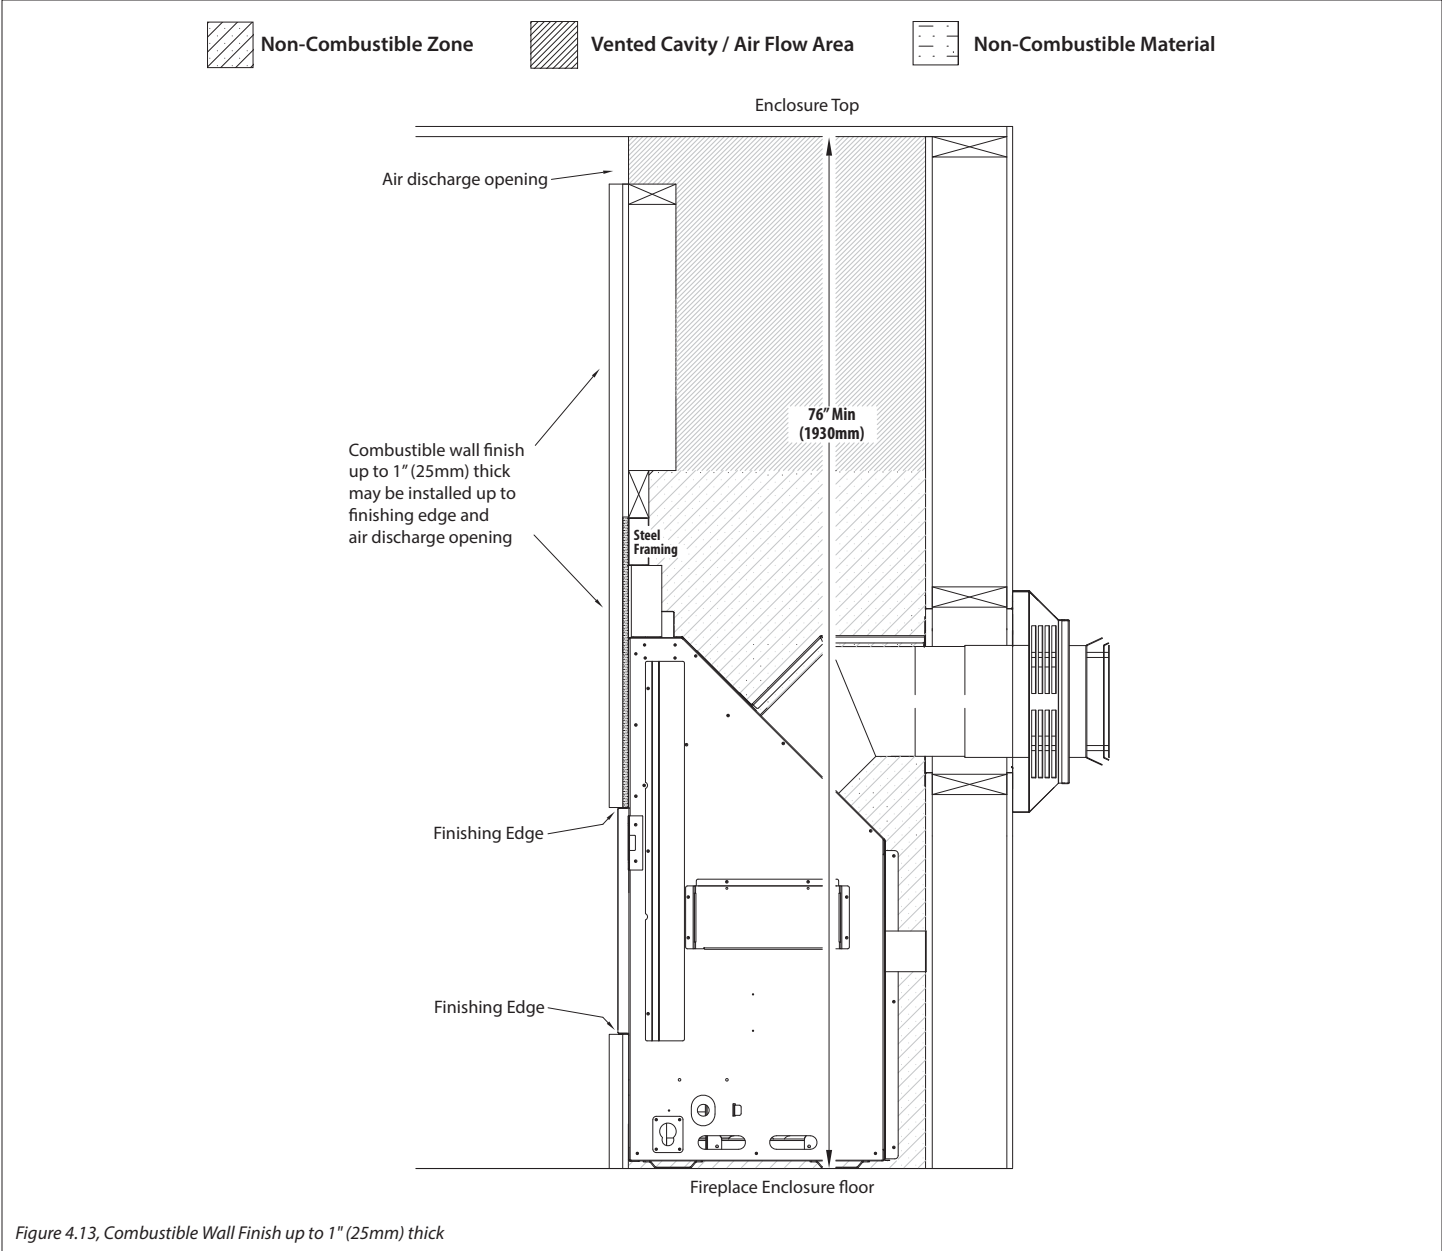 Non-Combustible Zone
Vented Cavity / Air Flow Area
Non-Combustible Material
Enclosure Top
Air discharge opening
76” Min
(1930mm)
Combustible wall finish
up to 1” (25mm) thick
may be installed up to
finishing edge and
air discharge opening
Steel
Framing
Finishing Edge
Finishing Edge
Fireplace Enclosure floor
Figure 4.13, Combustible Wall Finish up to 1" (25mm) thick